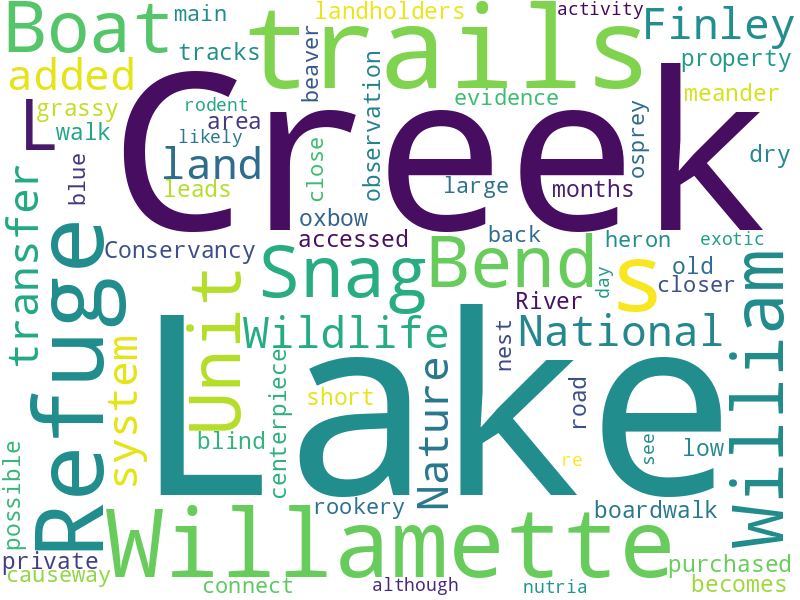 Boat
main
trails
landholders
activity
Finley
tracks
property
added
beaver
observation
evidence
meander
grassy
rodent
area
L
walk
likely
Creek
osprey
dry
land
close
blue
leads
large
months
transfer
oxbow
Refuge
Conservancy
accessed
back
heron
exotic
Snag
Bend
s
old
closer
day
William
Unit
River
Wildlife
National
nest
Lake
system
centerpiece
Nature
short
road
blind
see
low
re
possible
rookery
boardwalk
Willamette
private
causeway
connect
although
nutria
purchased
becomes